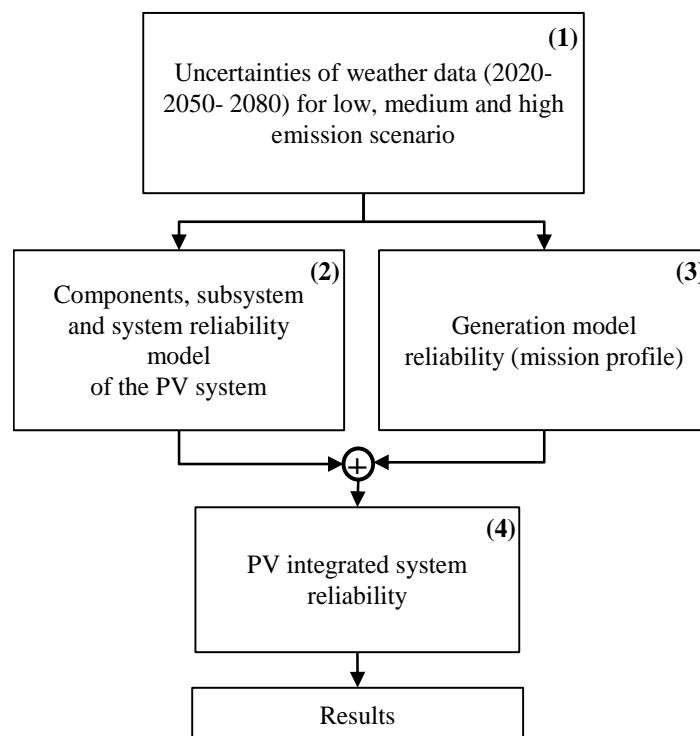 (1)
Uncertainties of weather data (2020-
2050- 2080) for low, medium and high
emission scenario
(2)
Components, subsystem
and system reliability
model
of the PV system
(3)
Generation model
reliability (mission profile)
+
(4)
PV integrated system
reliability
Results